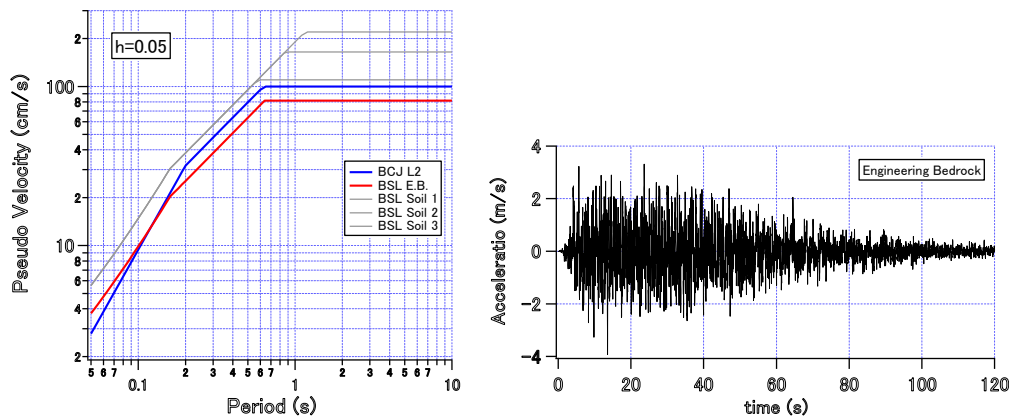 h=0.05
Pseudo Velocity (cm/s)
2
100
8
6
4
2
10
8
6
4
2
5 6 7 0.1 2 3 4 5 6 7 1 2 3 4 5 6 7 10
Period (s)
BCJ L2
BSL E.B.
BSL Soil 1
BSL Soil 2
BSL Soil 3
Engineering Bedrock
Acceleratio (m/s)
4
2
0
-2
-4
0 20 40 60 80 100 120
time (s)